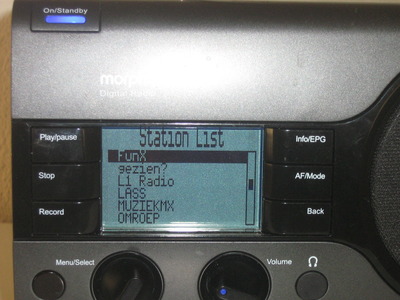 On/Standby
Digital
Play/pause
Stop
Record
Station List
FunX
gezien?
L1 Radio
LASS
MUZIEKMX
OMROEP
Info/EPG
AF/Mode
Back
Menu/Select
Volume